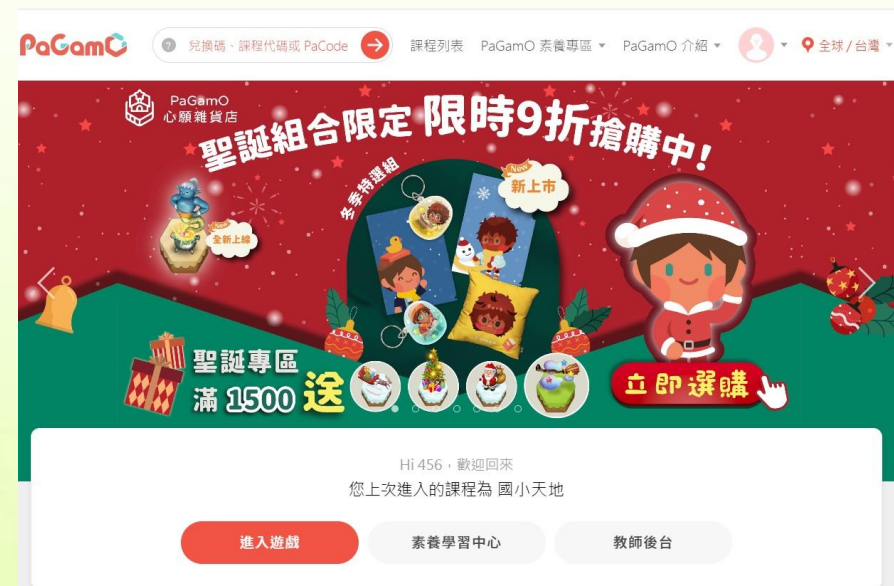 PaGamO
兌換碼、課程代碼或 PaCode
課程列表
PaGamO 素養專區
PaGamO 介紹
全球 / 台灣
PaGamO
心願雜貨店
聖誕組合限定 限時9折搶購中!
冬季特選組
New
新上市
New
全新上線
聖誕專區
滿 1500 送
立即選購
Hi 456，歡迎回來
您上次進入的課程為 國小天地
進入遊戲
素養學習中心
教師後台